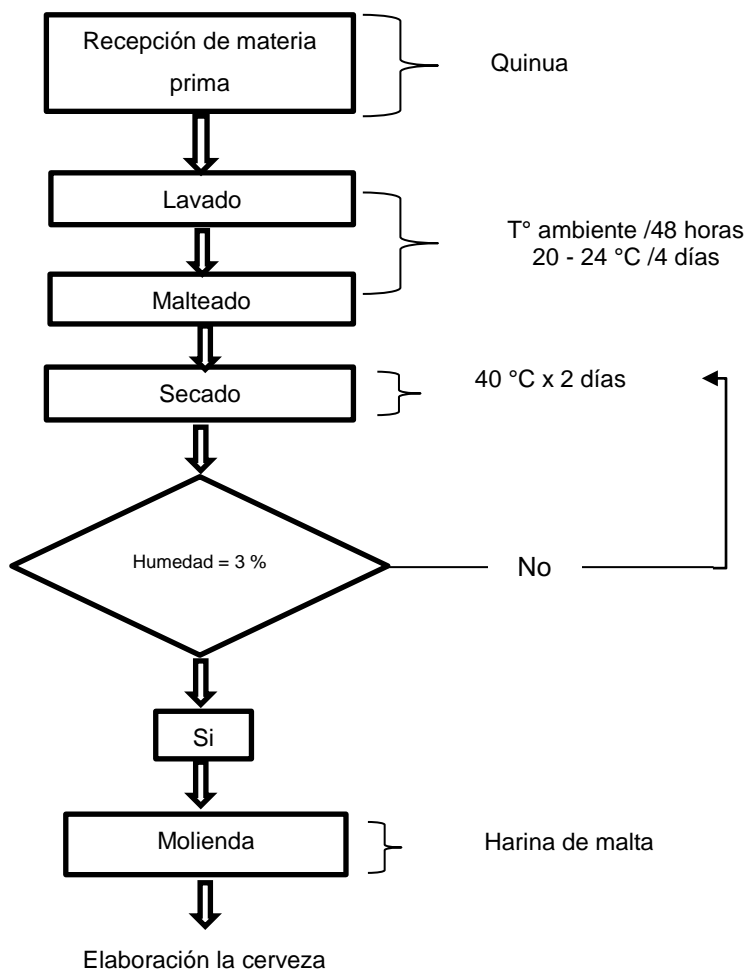 Recepción de materia
prima
Quinua
Lavado
T° ambiente /48 horas
20 - 24 °C /4 días
Malteado
Secado
40 °C x 2 días
Humedad = 3 %
No
Si
Molienda
Harina de malta
Elaboración la cerveza